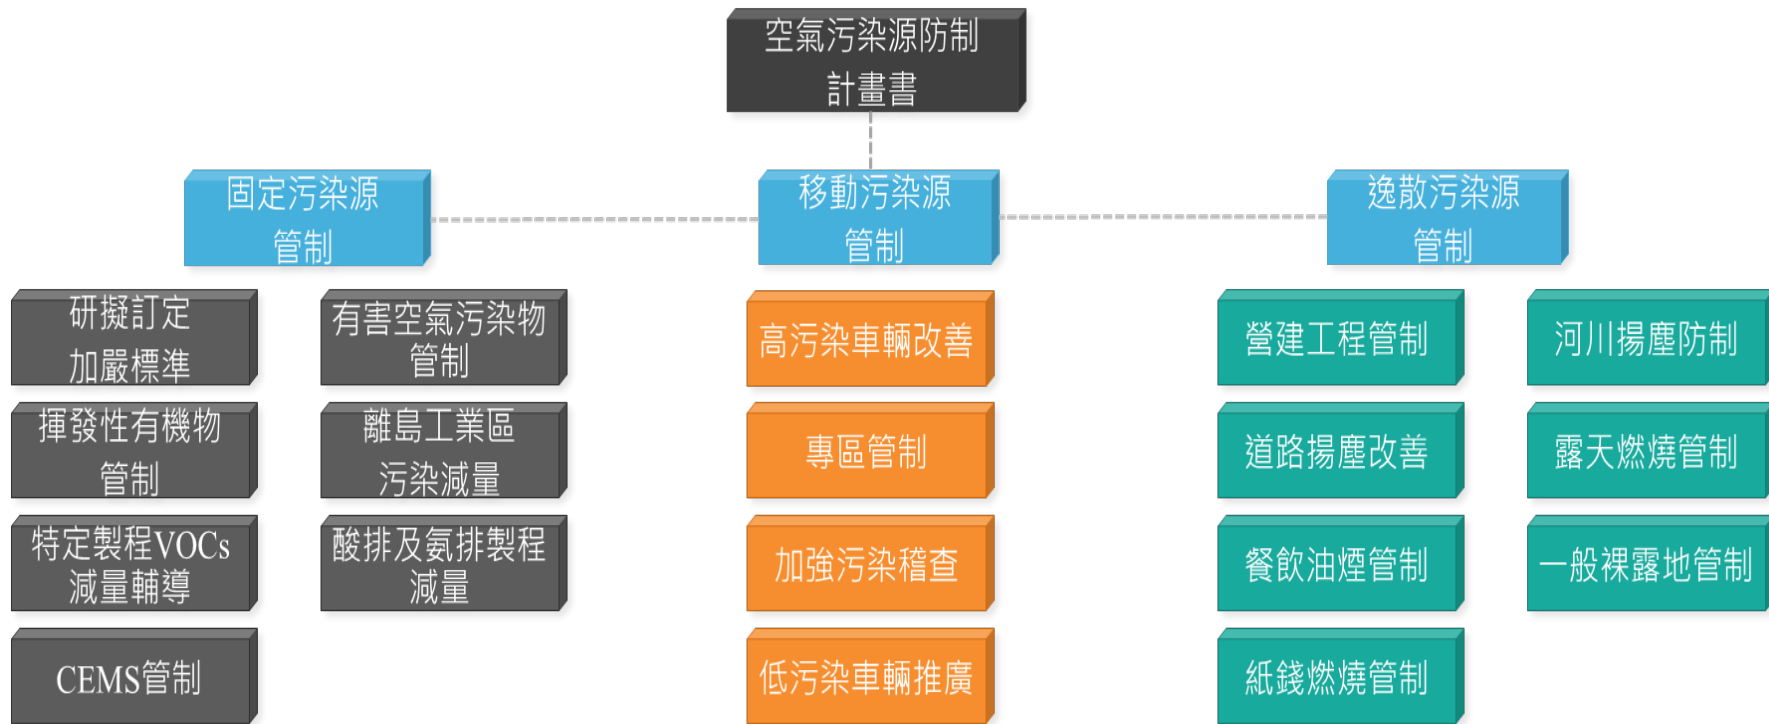 空氣污染源防制
計畫書
固定污染源
管制
移動污染源
管制
逸散污染源
管制
研擬訂定
加嚴標準
有害空氣污染物
管制
揮發性有機物
管制
離島工業區
污染減量
特定製程VOCs
減量輔導
酸排及氨排製程
減量
CEMS管制
高污染車輛改善
專區管制
加強污染稽查
低污染車輛推廣
營建工程管制
河川揚塵防制
道路揚塵改善
露天燃燒管制
餐飲油煙管制
一般裸露地管制
紙錢燃燒管制